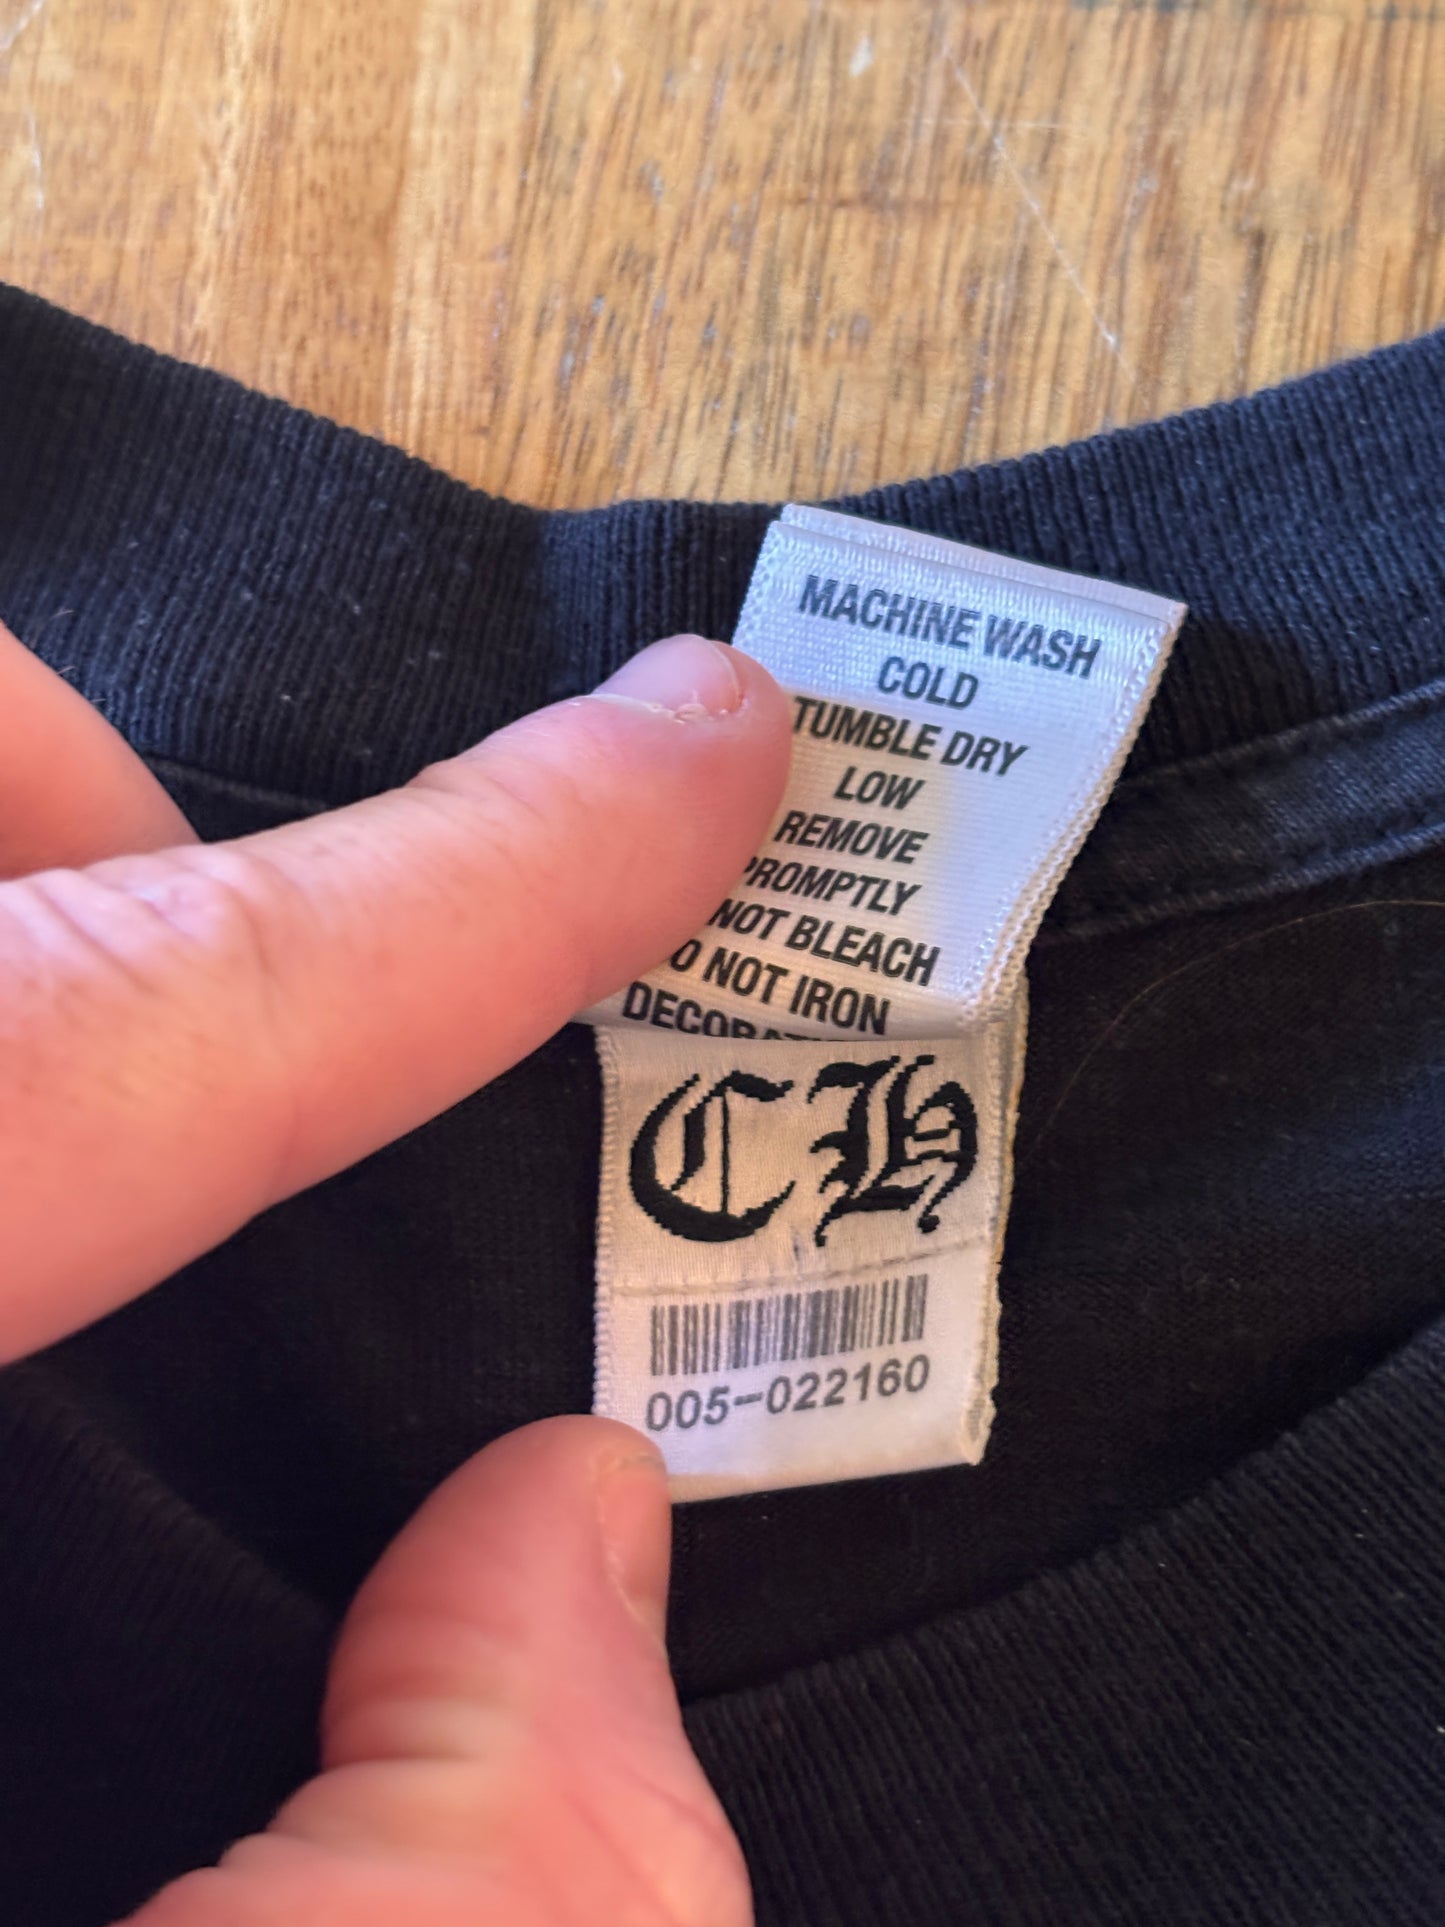 MACHINE WASH
COLD
TUMBLE DRY
LOW
REMOVE
PROMPTLY
NOT BLEACH
O NOT IRON
CH
005-022160